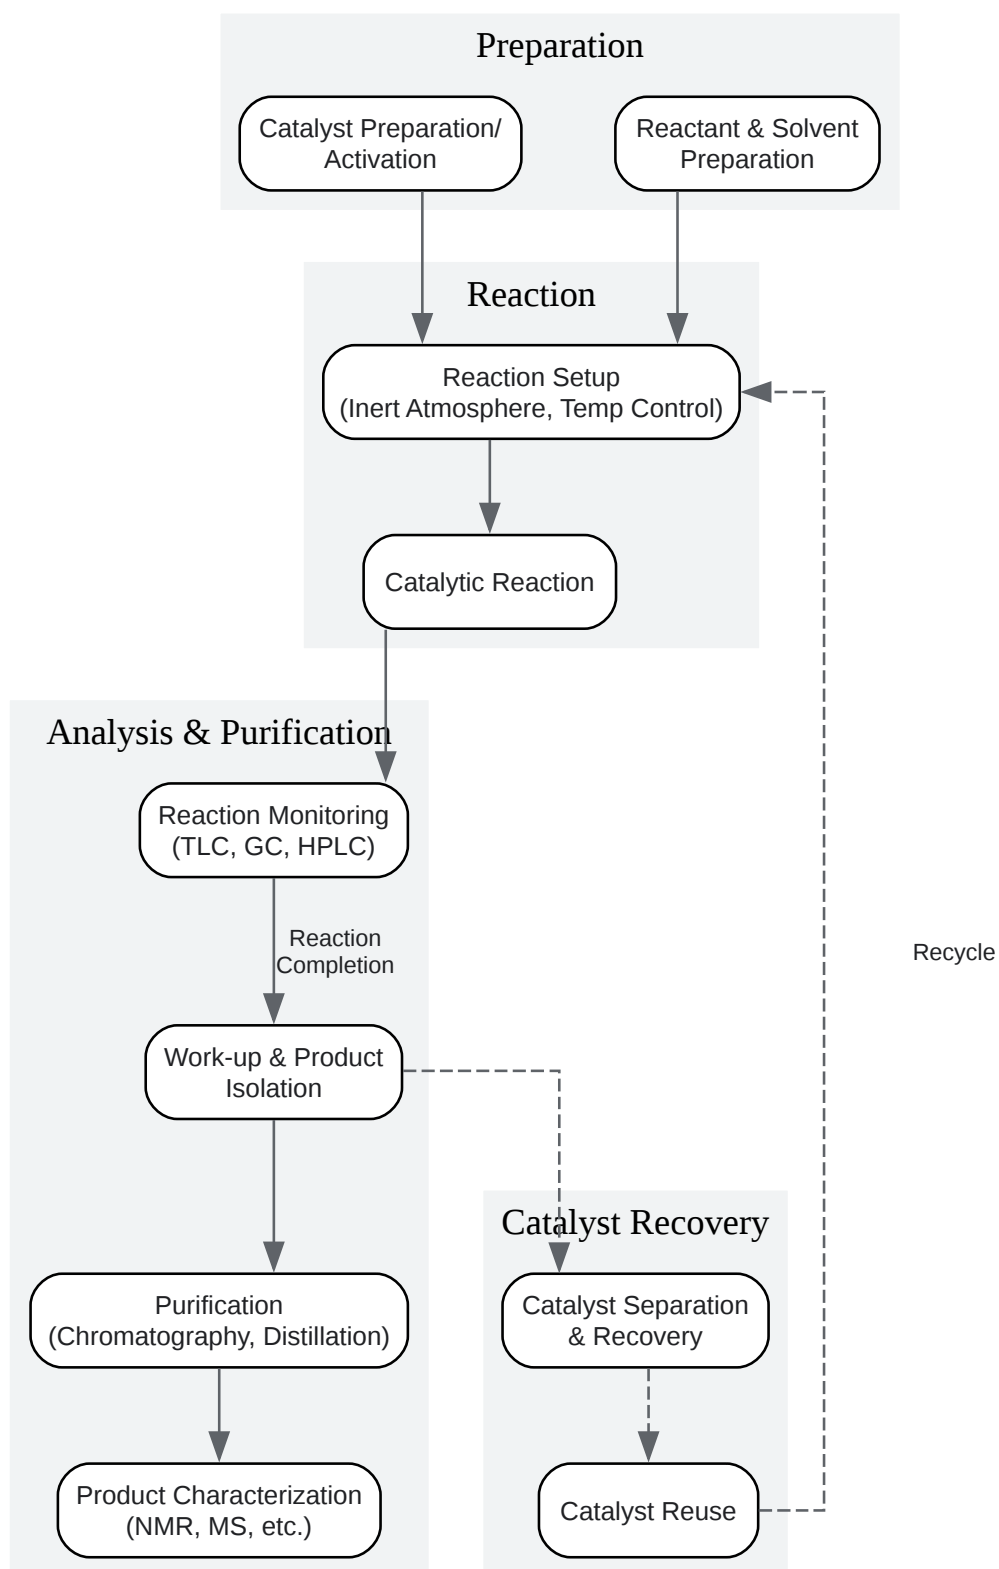 Preparation
Catalyst Preparation/
Activation
Reactant & Solvent
Preparation
Reaction
Reaction Setup
(Inert Atmosphere, Temp Control)
Catalytic Reaction
Analysis & Purification
Reaction Monitoring
(TLC, GC, HPLC)
Reaction
Completion
Recycle
Work-up & Product
Isolation
Catalyst Recovery
Purification
(Chromatography, Distillation)
Catalyst Separation
& Recovery
Product Characterization
(NMR, MS, etc.)
Catalyst Reuse